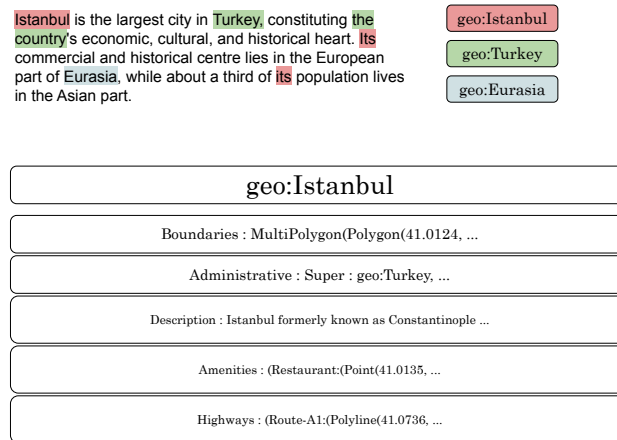 Istanbul is the largest city in Turkey, constituting the
country's economic, cultural, and historical heart. Its
commercial and historical centre lies in the European
part of Eurasia, while about a third of its population lives
in the Asian part.
geo:Istanbul
geo:Turkey
geo:Eurasia
geo:Istanbul
Boundaries : MultiPolygon(Polygon(41.0124, ...
Administrative : Super : geo:Turkey, ...
Description : Istanbul formerly known as Constantinople ...
Amenities : (Restaurant:(Point(41.0135, ...
Highways : (Route-A1:(Polyline(41.0736, ...